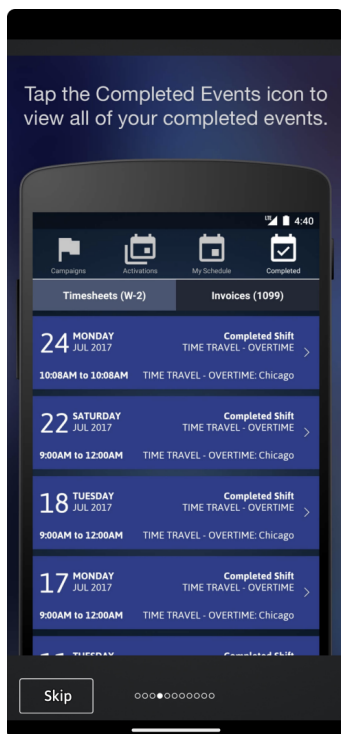 Tap the Completed Events icon to
view all of your completed events.
LTE 4:40
Campaigns Activations My Schedule Completed
Timesheets (W-2) Invoices (1099)
24 MONDAY JUL 2017
Completed Shift
TIME TRAVEL - OVERTIME
10:08AM to 10:08AM TIME TRAVEL - OVERTIME: Chicago
22 SATURDAY JUL 2017
Completed Shift
TIME TRAVEL - OVERTIME
9:00AM to 12:00AM TIME TRAVEL - OVERTIME: Chicago
18 TUESDAY JUL 2017
Completed Shift
TIME TRAVEL - OVERTIME
9:00AM to 12:00AM TIME TRAVEL - OVERTIME: Chicago
17 MONDAY JUL 2017
Completed Shift
TIME TRAVEL - OVERTIME
9:00AM to 12:00AM TIME TRAVEL - OVERTIME: Chicago
Skip